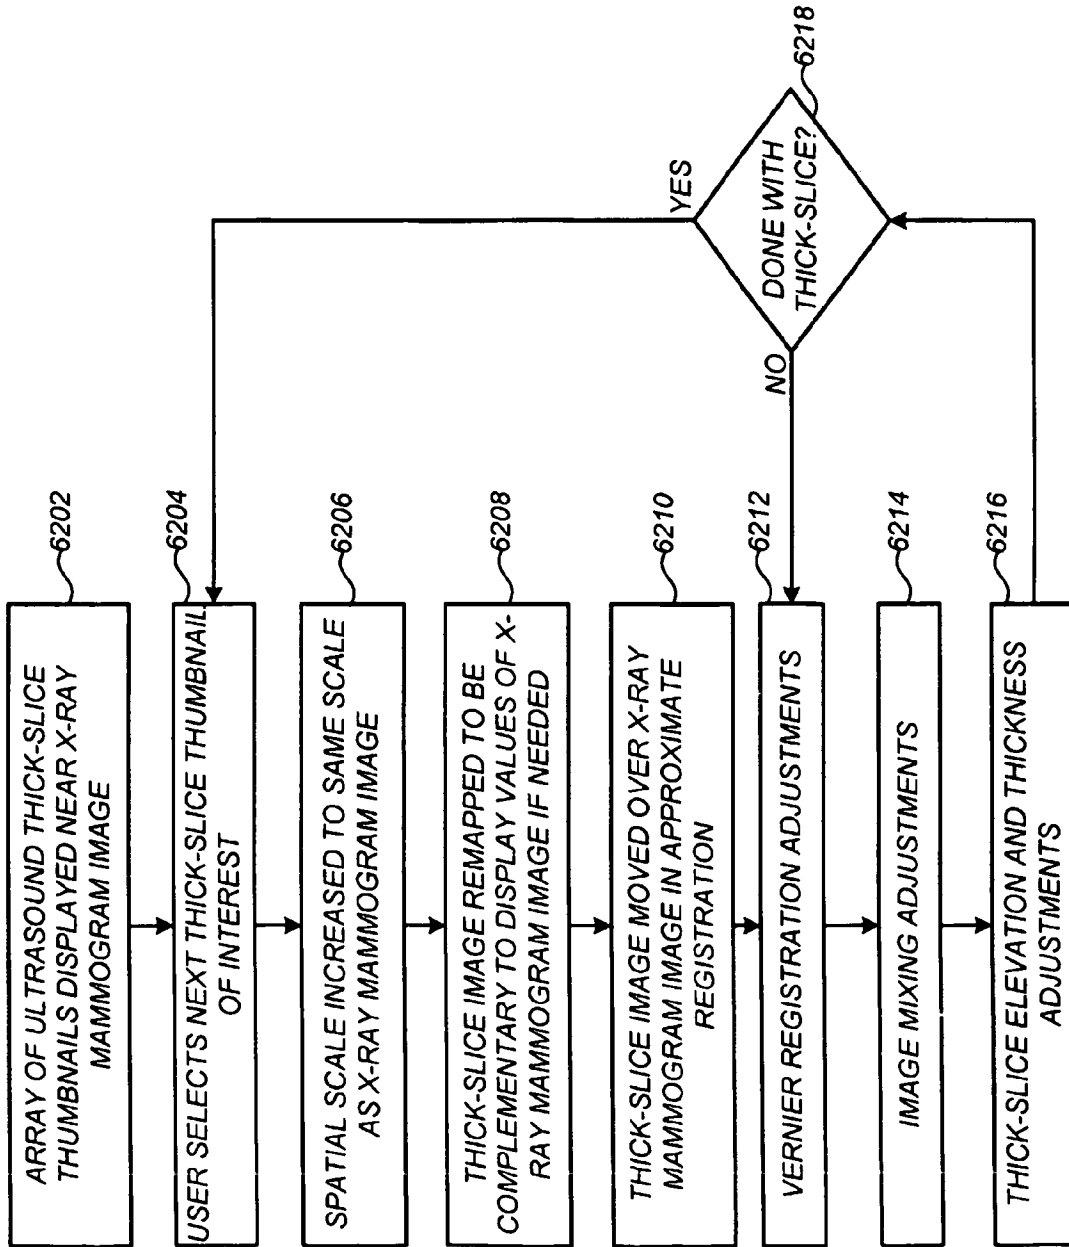 ARRAY OF ULTRASOUND THICK-SLICE
THUMBNAILS DISPLAYED NEAR X-RAY
MAMMOGRAM IMAGE
6202
USER SELECTS NEXT THICK-SLICE THUMBNAIL
OF INTEREST
6204
SPATIAL SCALE INCREASED TO SAME SCALE
AS X-RAY MAMMOGRAM IMAGE
6206
THICK-SLICE IMAGE REMAPPED TO BE
COMPLEMENTARY TO DISPLAY VALUES OF X-
RAY MAMMOGRAM IMAGE IF NEEDED
6208
THICK-SLICE IMAGE MOVED OVER X-RAY
MAMMOGRAM IMAGE IN APPROXIMATE
REGISTRATION
6210
VERNIER REGISTRATION ADJUSTMENTS
6212
IMAGE MIXING ADJUSTMENTS
6214
THICK-SLICE ELEVATION AND THICKNESS
ADJUSTMENTS
6216
DONE WITH
THICK-SLICE?
6218
YES
NO